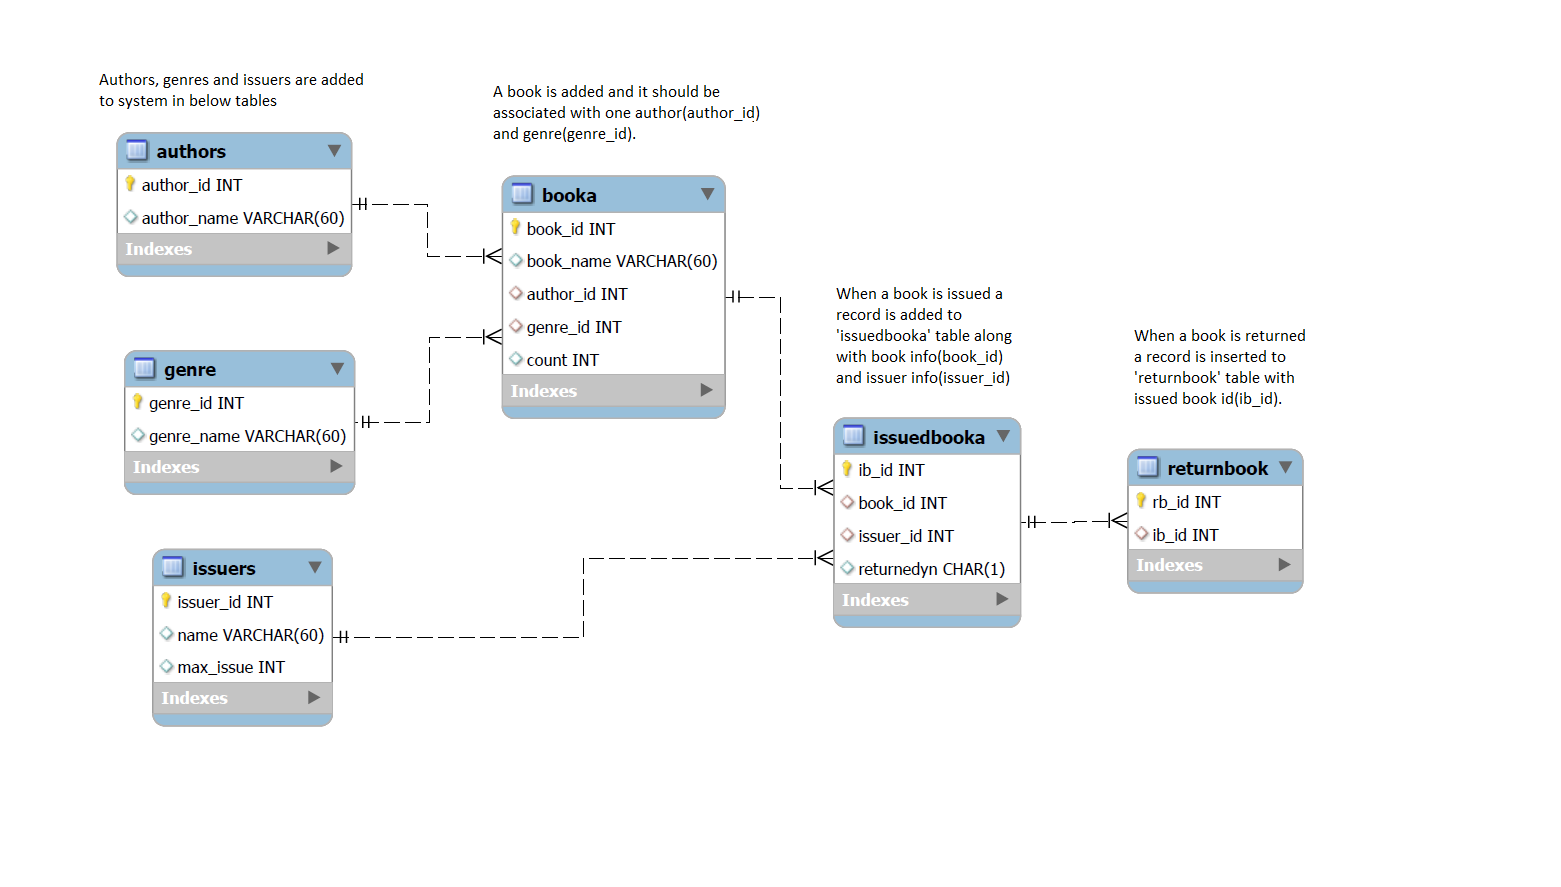 Authors, genres and issuers are added
to system in below tables
authors
author_id INT
author_name VARCHAR(60)
Indexes
genre
genre_id INT
genre_name VARCHAR(60)
Indexes
issuers
issuer_id INT
name VARCHAR(60)
max_issue INT
Indexes
A book is added and it should be
associated with one author(author_id)
and genre(genre_id).
booka
book_id INT
book_name VARCHAR(60)
author_id INT
genre_id INT
count INT
Indexes
When a book is issued a
record is added to
'issuedbooka' table along
with book info(book_id)
and issuer info(issuer_id)
issuedbooka
ib_id INT
book_id INT
issuer_id INT
returnedyn CHAR(1)
Indexes
When a book is returned
a record is inserted to
'returnbook' table with
issued book id(ib_id).
returnbook
rb_id INT
ib_id INT
Indexes